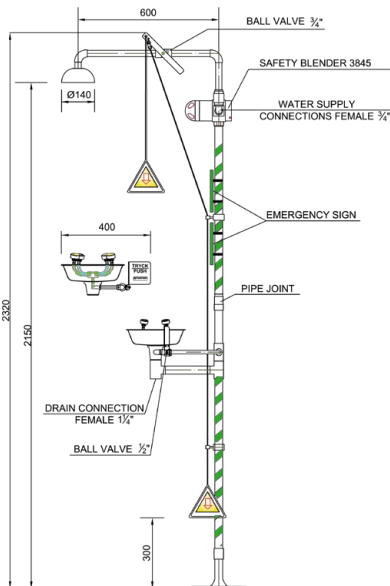 600
BALL VALVE ¾"
SAFETY BLENDER 3845
Ø140
WATER SUPPLY
CONNECTIONS FEMALE ¾"
EMERGENCY SIGN
400
TRYCK
PUSH
2320
2150
PIPE JOINT
DRAIN CONNECTION
FEMALE 1¼"
BALL VALVE ½"
300